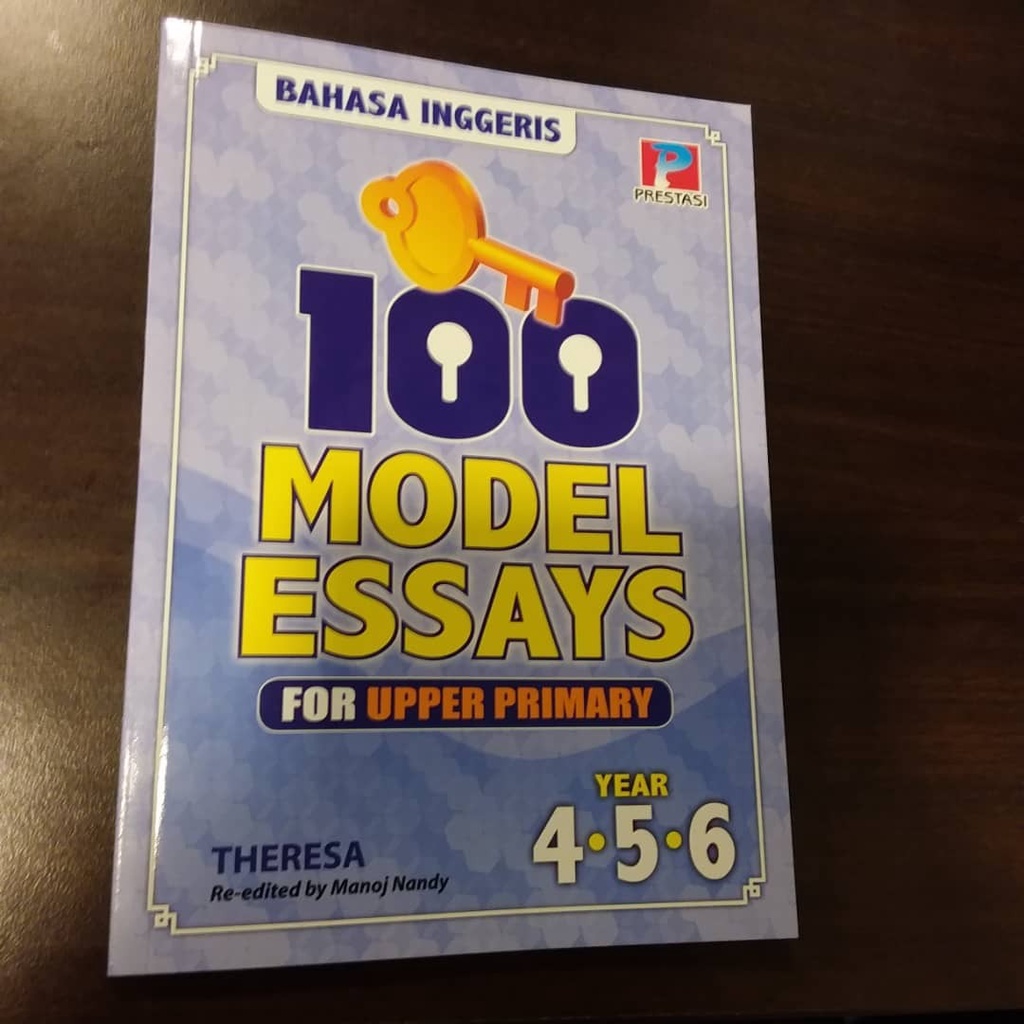 BAHASA INGGERIS
P
PRESTASI
100
MODEL
ESSAYS
FOR UPPER PRIMARY
YEAR
4•5•6
THERESA
Re-edited by Manoj Nandy